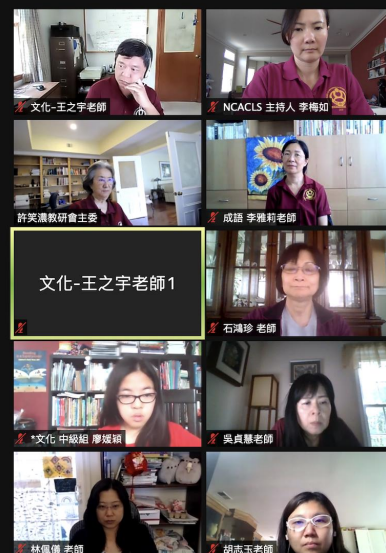 文化-王之宇老師
NCACLS 主持人 李梅如
許笑濃教研會主委
成語 李雅莉老師
文化-王之宇老師1
石鴻珍 老師
*文化 中級組 廖媛穎
吳貞慧老師
林佩儀 老師
胡志玉老師